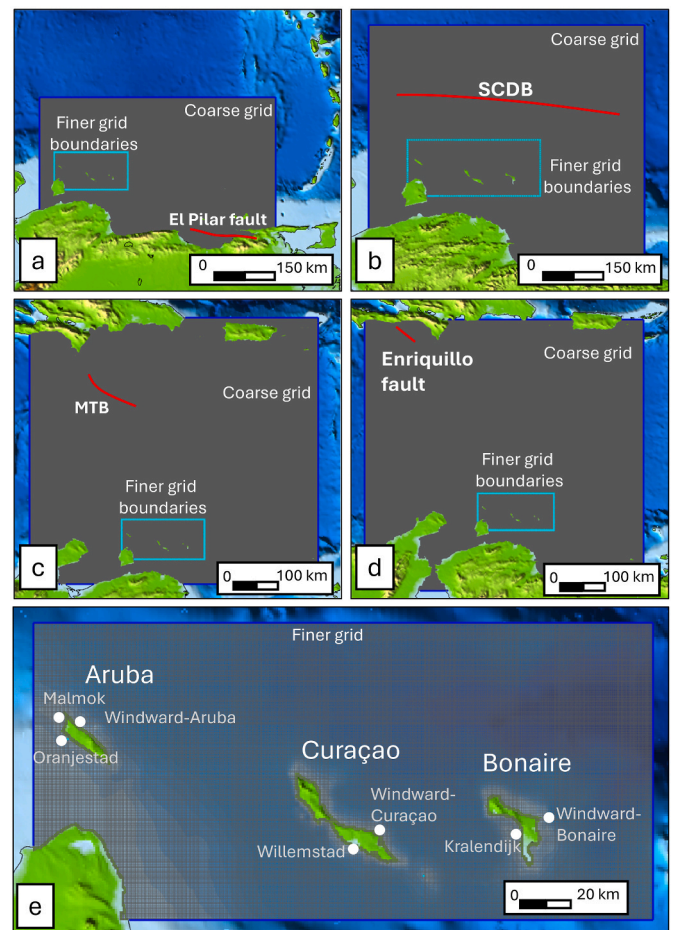 Coarse grid
Finer grid
boundaries
El Pilar fault
a
0 150 km
Coarse grid
SCDB
Finer grid
boundaries
b
0 150 km
MTB
Coarse grid
Finer grid
boundaries
c
0 100 km
Enriquillo
fault
Coarse grid
Finer grid
boundaries
d
0 100 km
Finer grid
Aruba
Malmok
Windward-Aruba
Oranjestad
Curaçao
Windward-
Curaçao
Willemstad
Bonaire
Windward-
Bonaire
Kralendijk
e
0 20 km